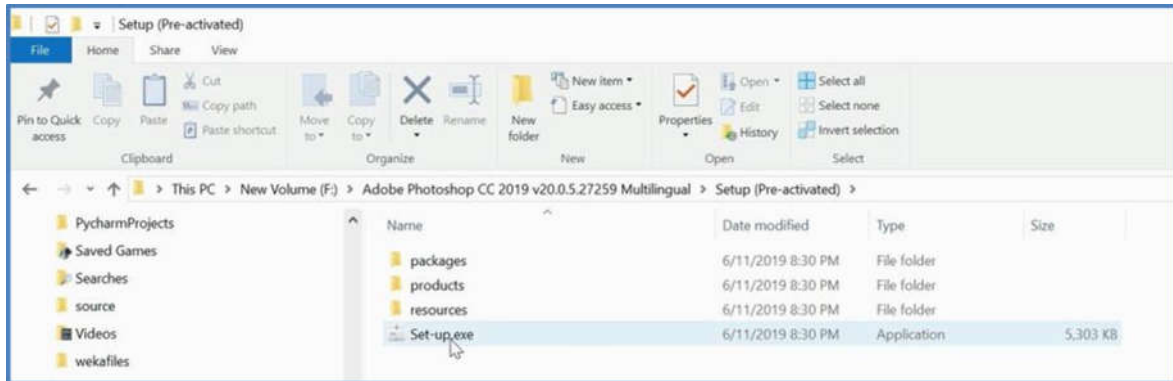 Setup (Pre-activated)
File Home Share View
Pin to Quick access
Copy
Paste
Cut
Copy path
Paste shortcut
Clipboard
Move to
Copy to
Delete
Rename
Organize
New folder
New item
Easy access
New
Properties
Open
Edit
History
Open
Select all
Select none
Invert selection
Select
This PC > New Volume (F:) > Adobe Photoshop CC 2019 v20.0.5.27259 Multilingual > Setup (Pre-activated) >
PycharmProjects
Saved Games
Searches
source
Videos
wekafiles
Name Date modified Type Size
packages 6/11/2019 8:30 PM File folder
products 6/11/2019 8:30 PM File folder
resources 6/11/2019 8:30 PM File folder
Set-up.exe 6/11/2019 8:30 PM Application 5,303 KB